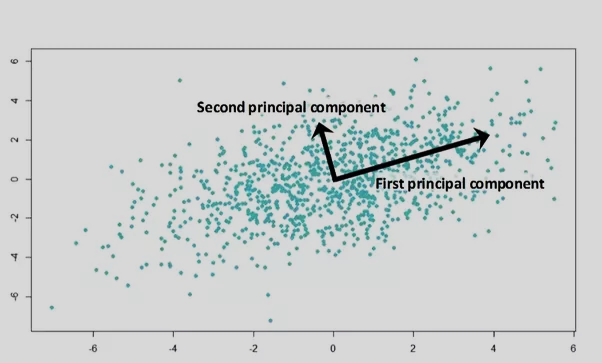 6
4
Second principal component
2
0
First principal component
-2
-4
-6
-6 -4 -2 0 2 4 6